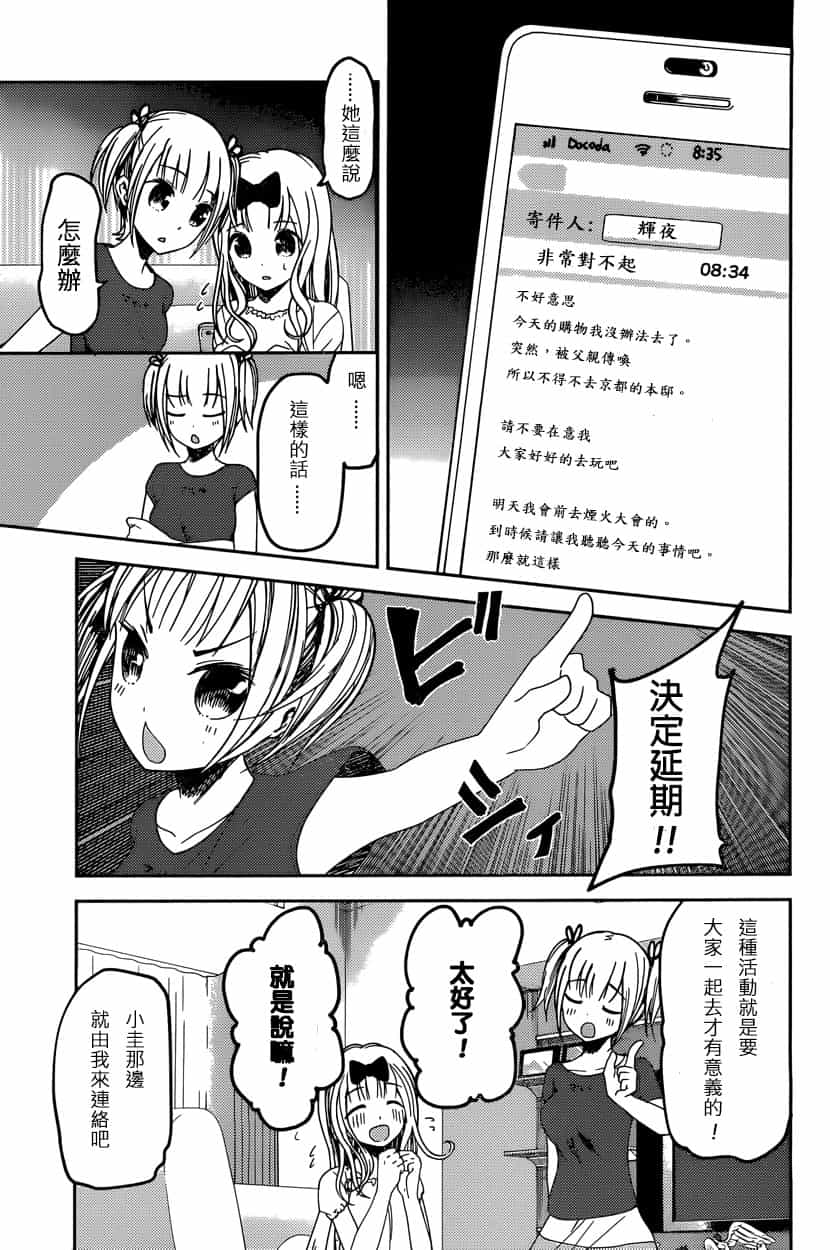 Docoda
8:35
寄件人：
輝夜
非常對不起
08:34
不好意思
今天的購物我沒辦法去了。
突然，被父親傳喚
所以不得不去京都的本邸。
請不要在意我
大家好好的去玩吧
明天我會前去煙火大會的。
到時候請讓我聽聽今天的事情吧。
那麼就這樣
……她這麼說
怎麼辦
嗯……
這樣的話……
ビシィ
決定延期!!
這種活動就是要
大家一起去才有意義的！
太好了！
就是說嘛！
小圭那邊
就由我來連絡吧